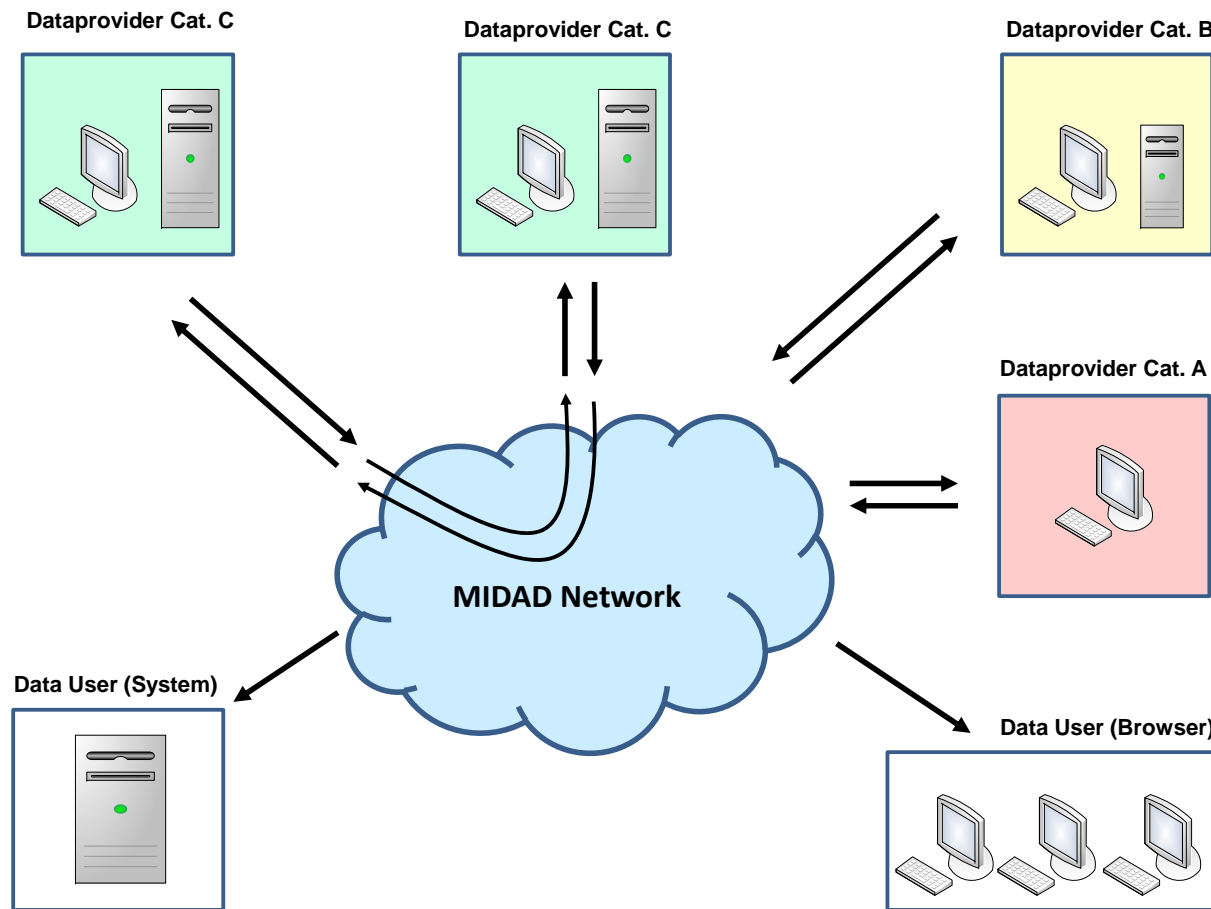 Dataprovider Cat. C
Dataprovider Cat. C
Dataprovider Cat. B
Dataprovider Cat. A
MIDAD Network
Data User (System)
Data User (Browser)